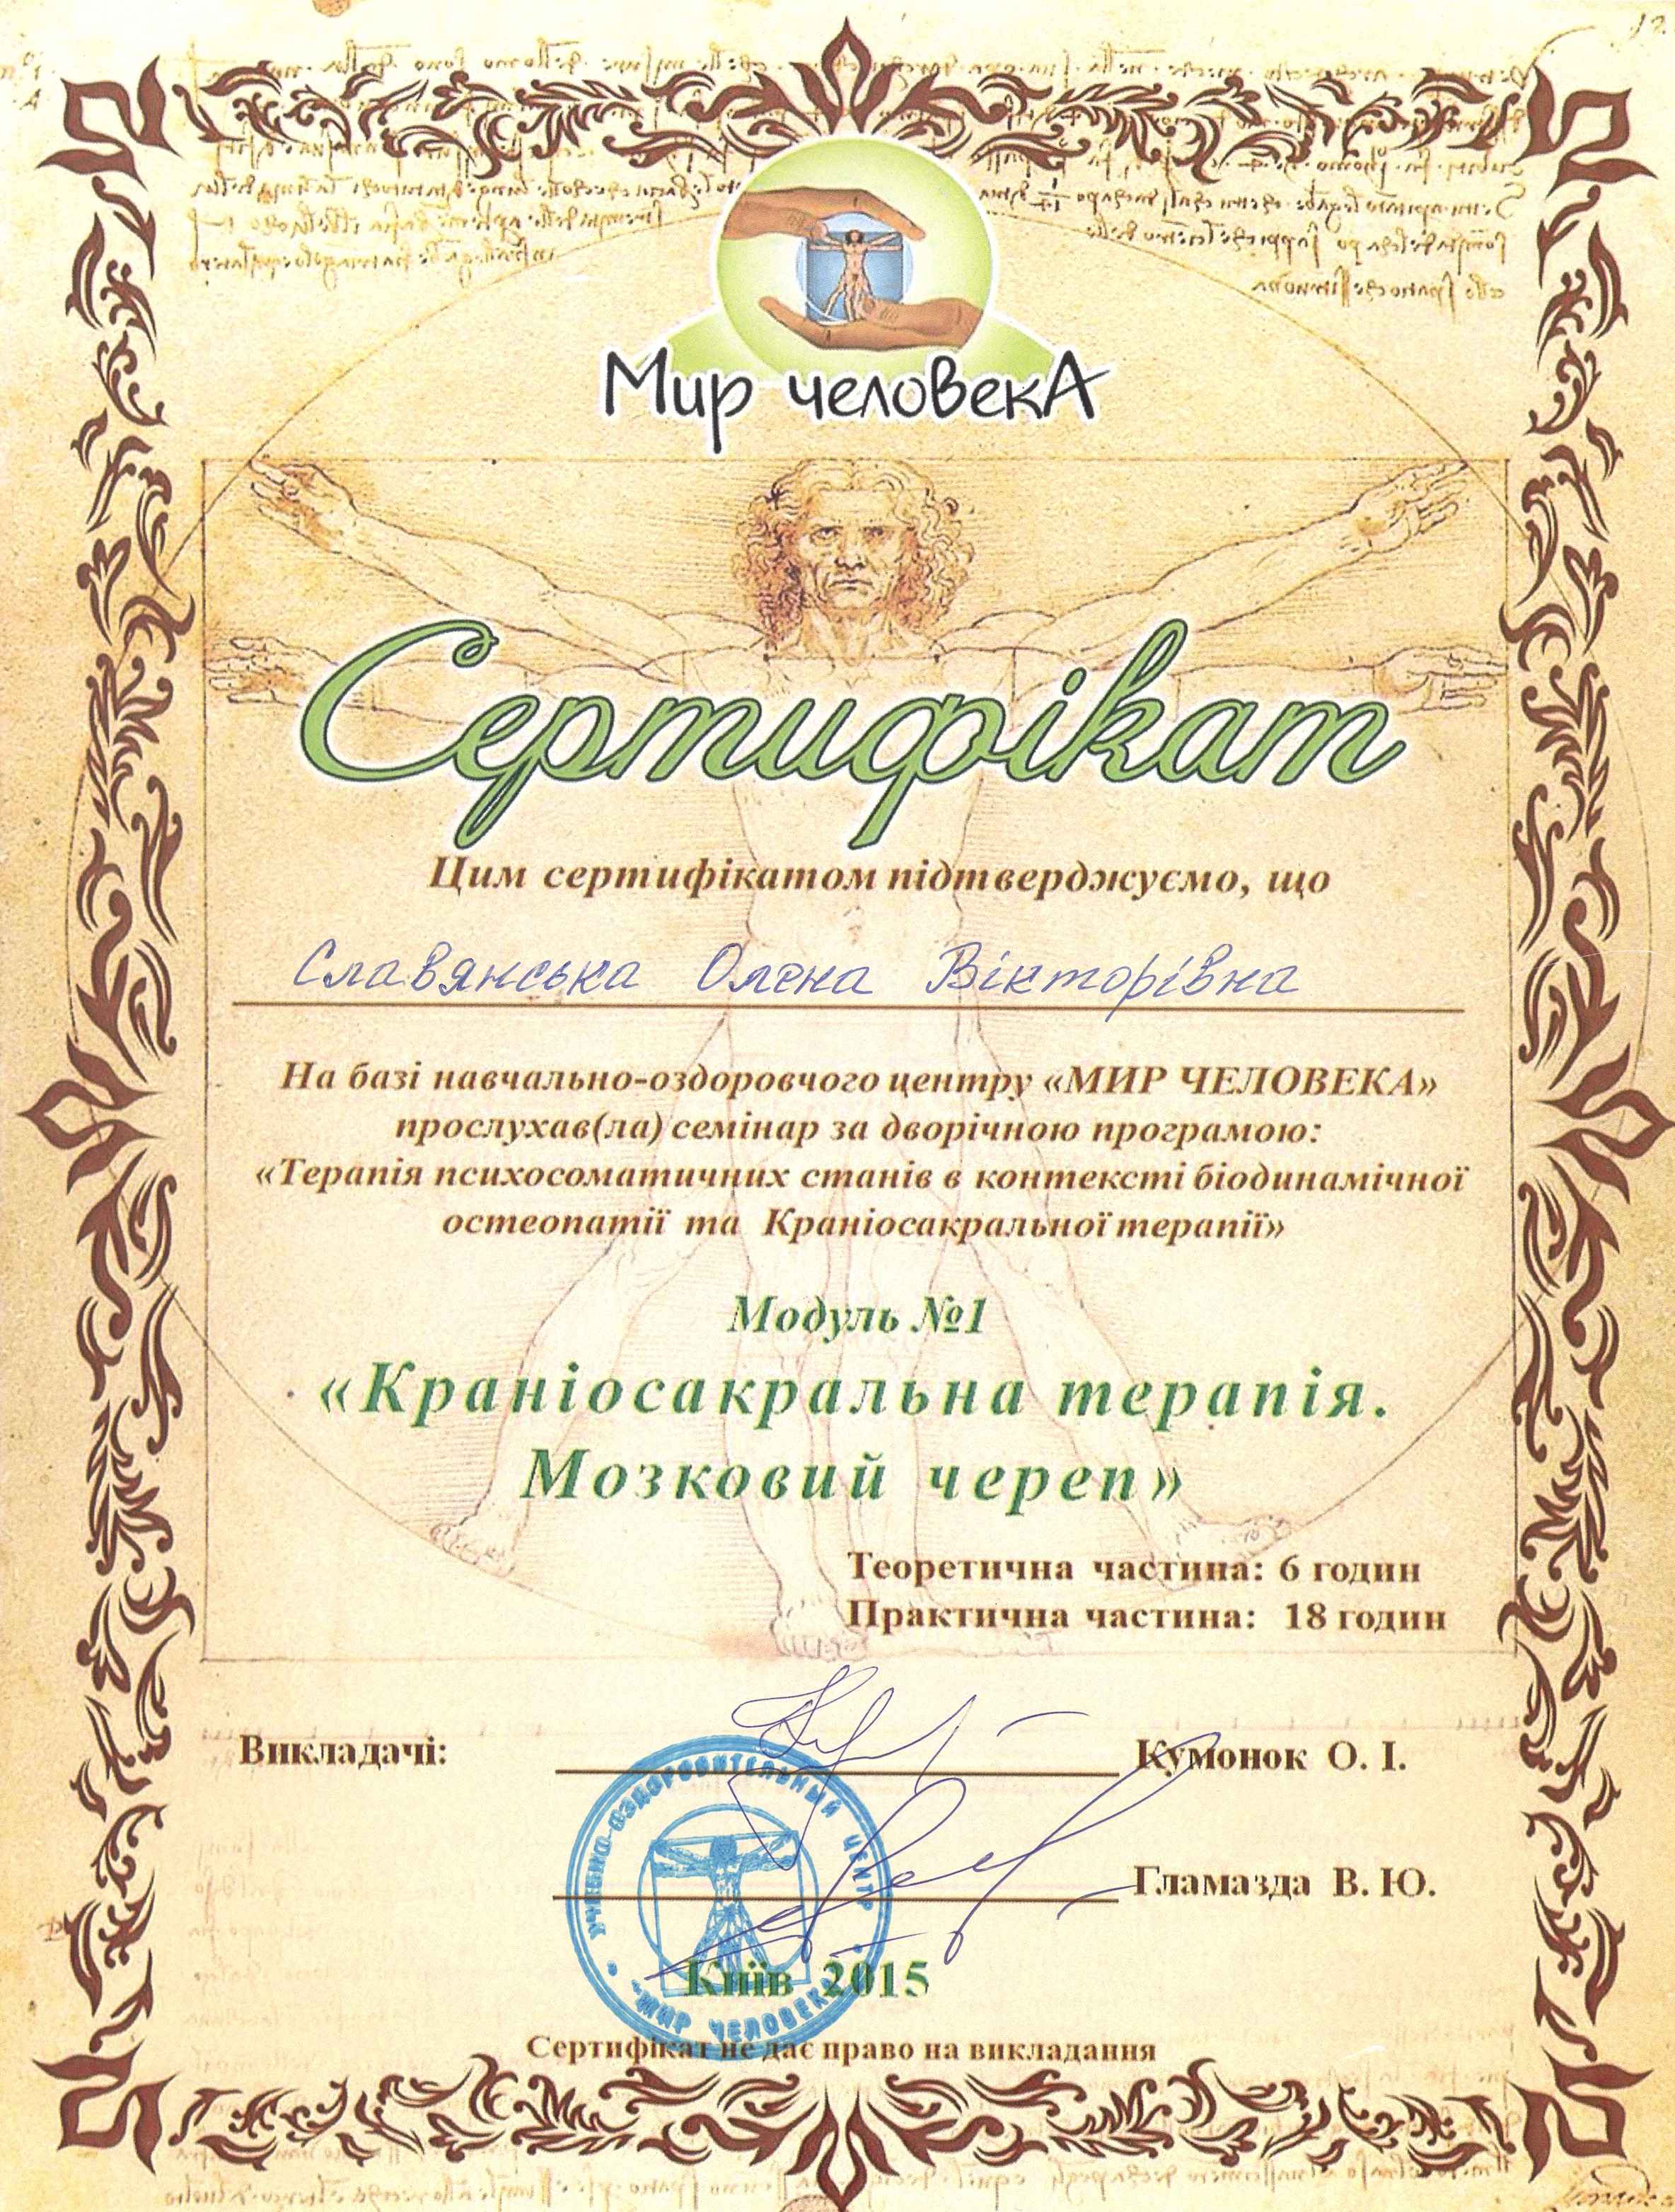 Мир человекА
Сертифікат
Цим сертифікатом підтверджуємо, що
Славянська Олена Вікторівна
На базі навчально-оздоровчого центру «МИР ЧЕЛОВЕКА»
прослухав(ла) семінар за дворічною програмою:
«Терапія психосоматичних станів в контексті біодинамічної
остеопатії та Краніосакральної терапії»
Модуль №1
«Краніосакральна терапія.
Мозковий череп»
Теоретична частина: 6 годин
Практична частина: 18 годин
Викладачі:
Кумонок О. І.
УЧЕБНО-ОЗДОРОВИТЕЛЬНЫЙ ЦЕНТР
"МИР ЧЕЛОВЕКА"
Гламазда В. Ю.
Київ 2015
Сертифікат не дає право на викладання